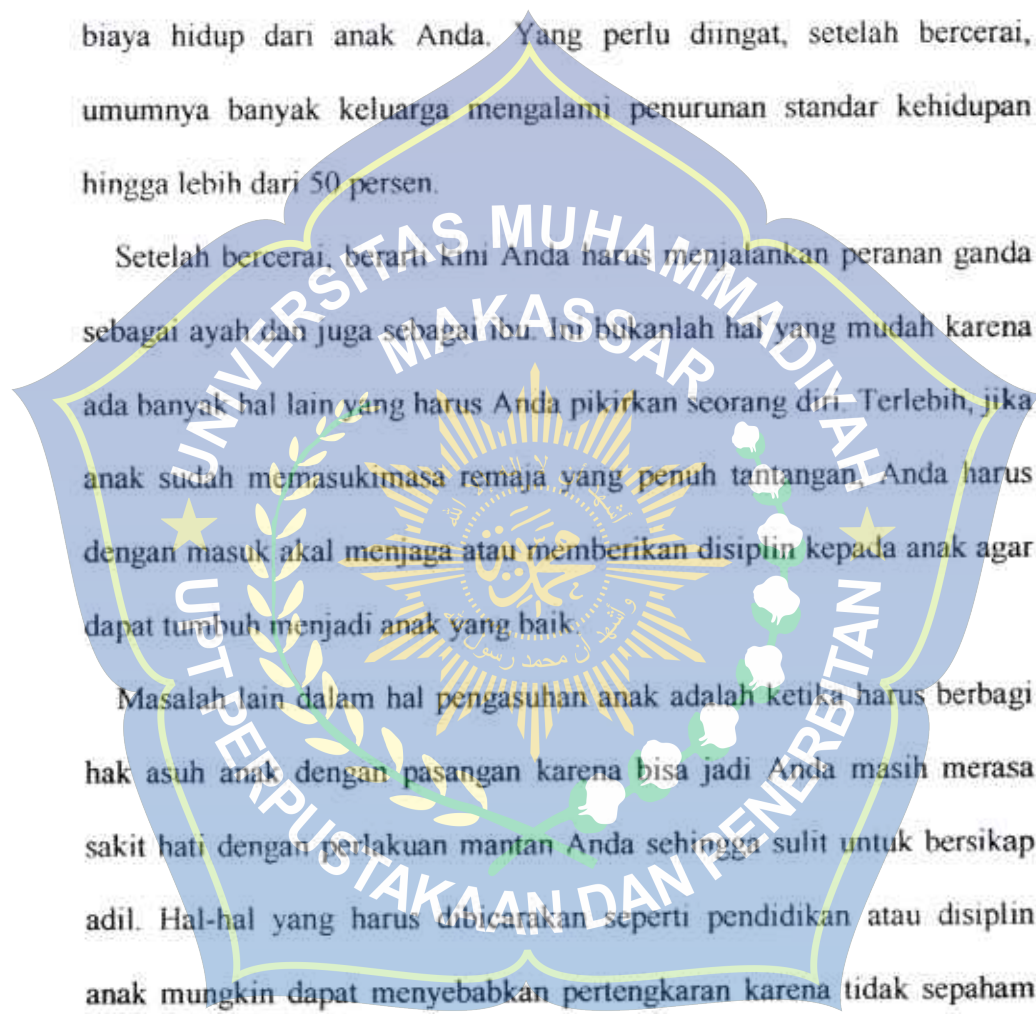 biaya hidup dari anak Anda. Yang perlu diingat, setelah bercerai,
umumnya banyak keluarga mengalami penurunan standar kehidupan
hingga lebih dari 50 persen.
Setelah bercerai, berarti kini Anda harus menjalankan peranan ganda
sebagai ayah dan juga sebagai ibu. Ini bukanlah hal yang mudah karena
ada banyak hal lain yang harus Anda pikirkan seorang diri. Terlebih, jika
anak sudah memasukimasa remaja yang penuh tantangan, Anda harus
dengan masuk akal menjaga atau memberikan disiplin kepada anak agar
dapat tumbuh menjadi anak yang baik.
Masalah lain dalam hal pengasuhan anak adalah ketika harus berbagi
hak asuh anak dengan pasangan karena bisa jadi Anda masih merasa
sakit hati dengan perlakuan mantan Anda sehingga sulit untuk bersikap
adil. Hal-hal yang harus dibicarakan seperti pendidikan atau disiplin
anak mungkin dapat menyebabkan pertengkaran karena tidak sepaham
UNIVERSITAS MUHAMMADIYAH
MAKASSAR
UPT PERPUSTAKAAN DAN PENERBITAN
محمد
واشهد ان محمد رسول الله